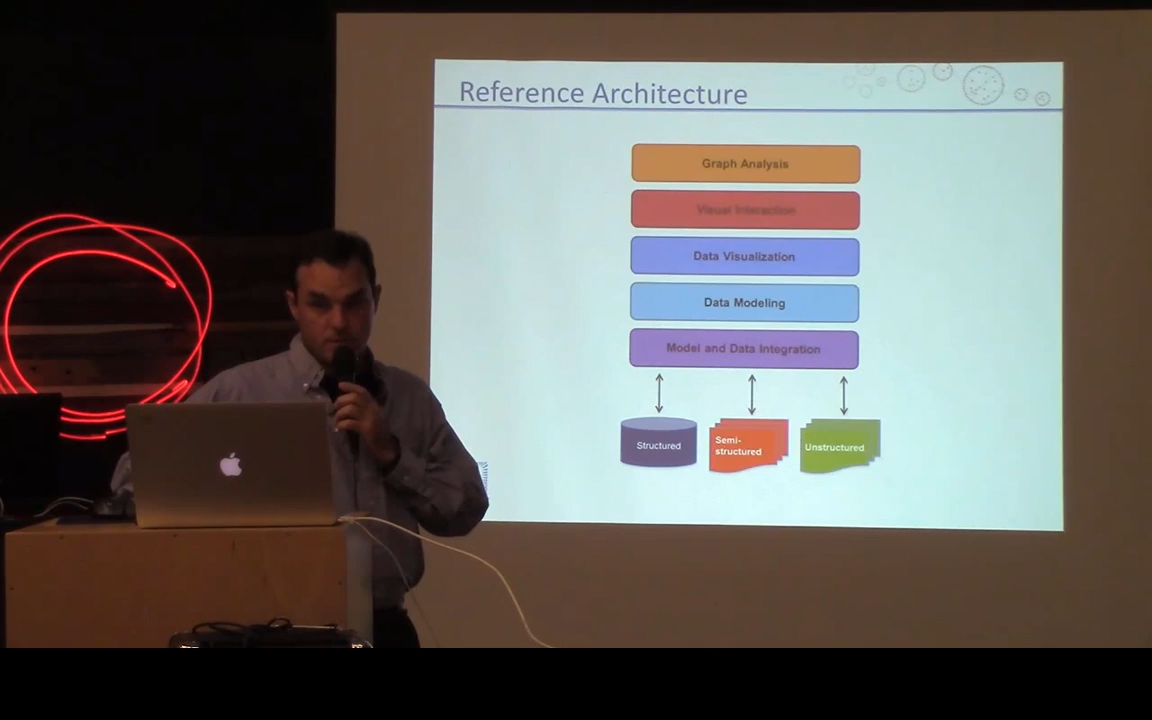 Reference Architecture
Graph Analysis
Visual Interaction
Data Visualization
Data Modeling
Model and Data Integration
Structured
Semi-
structured
Unstructured